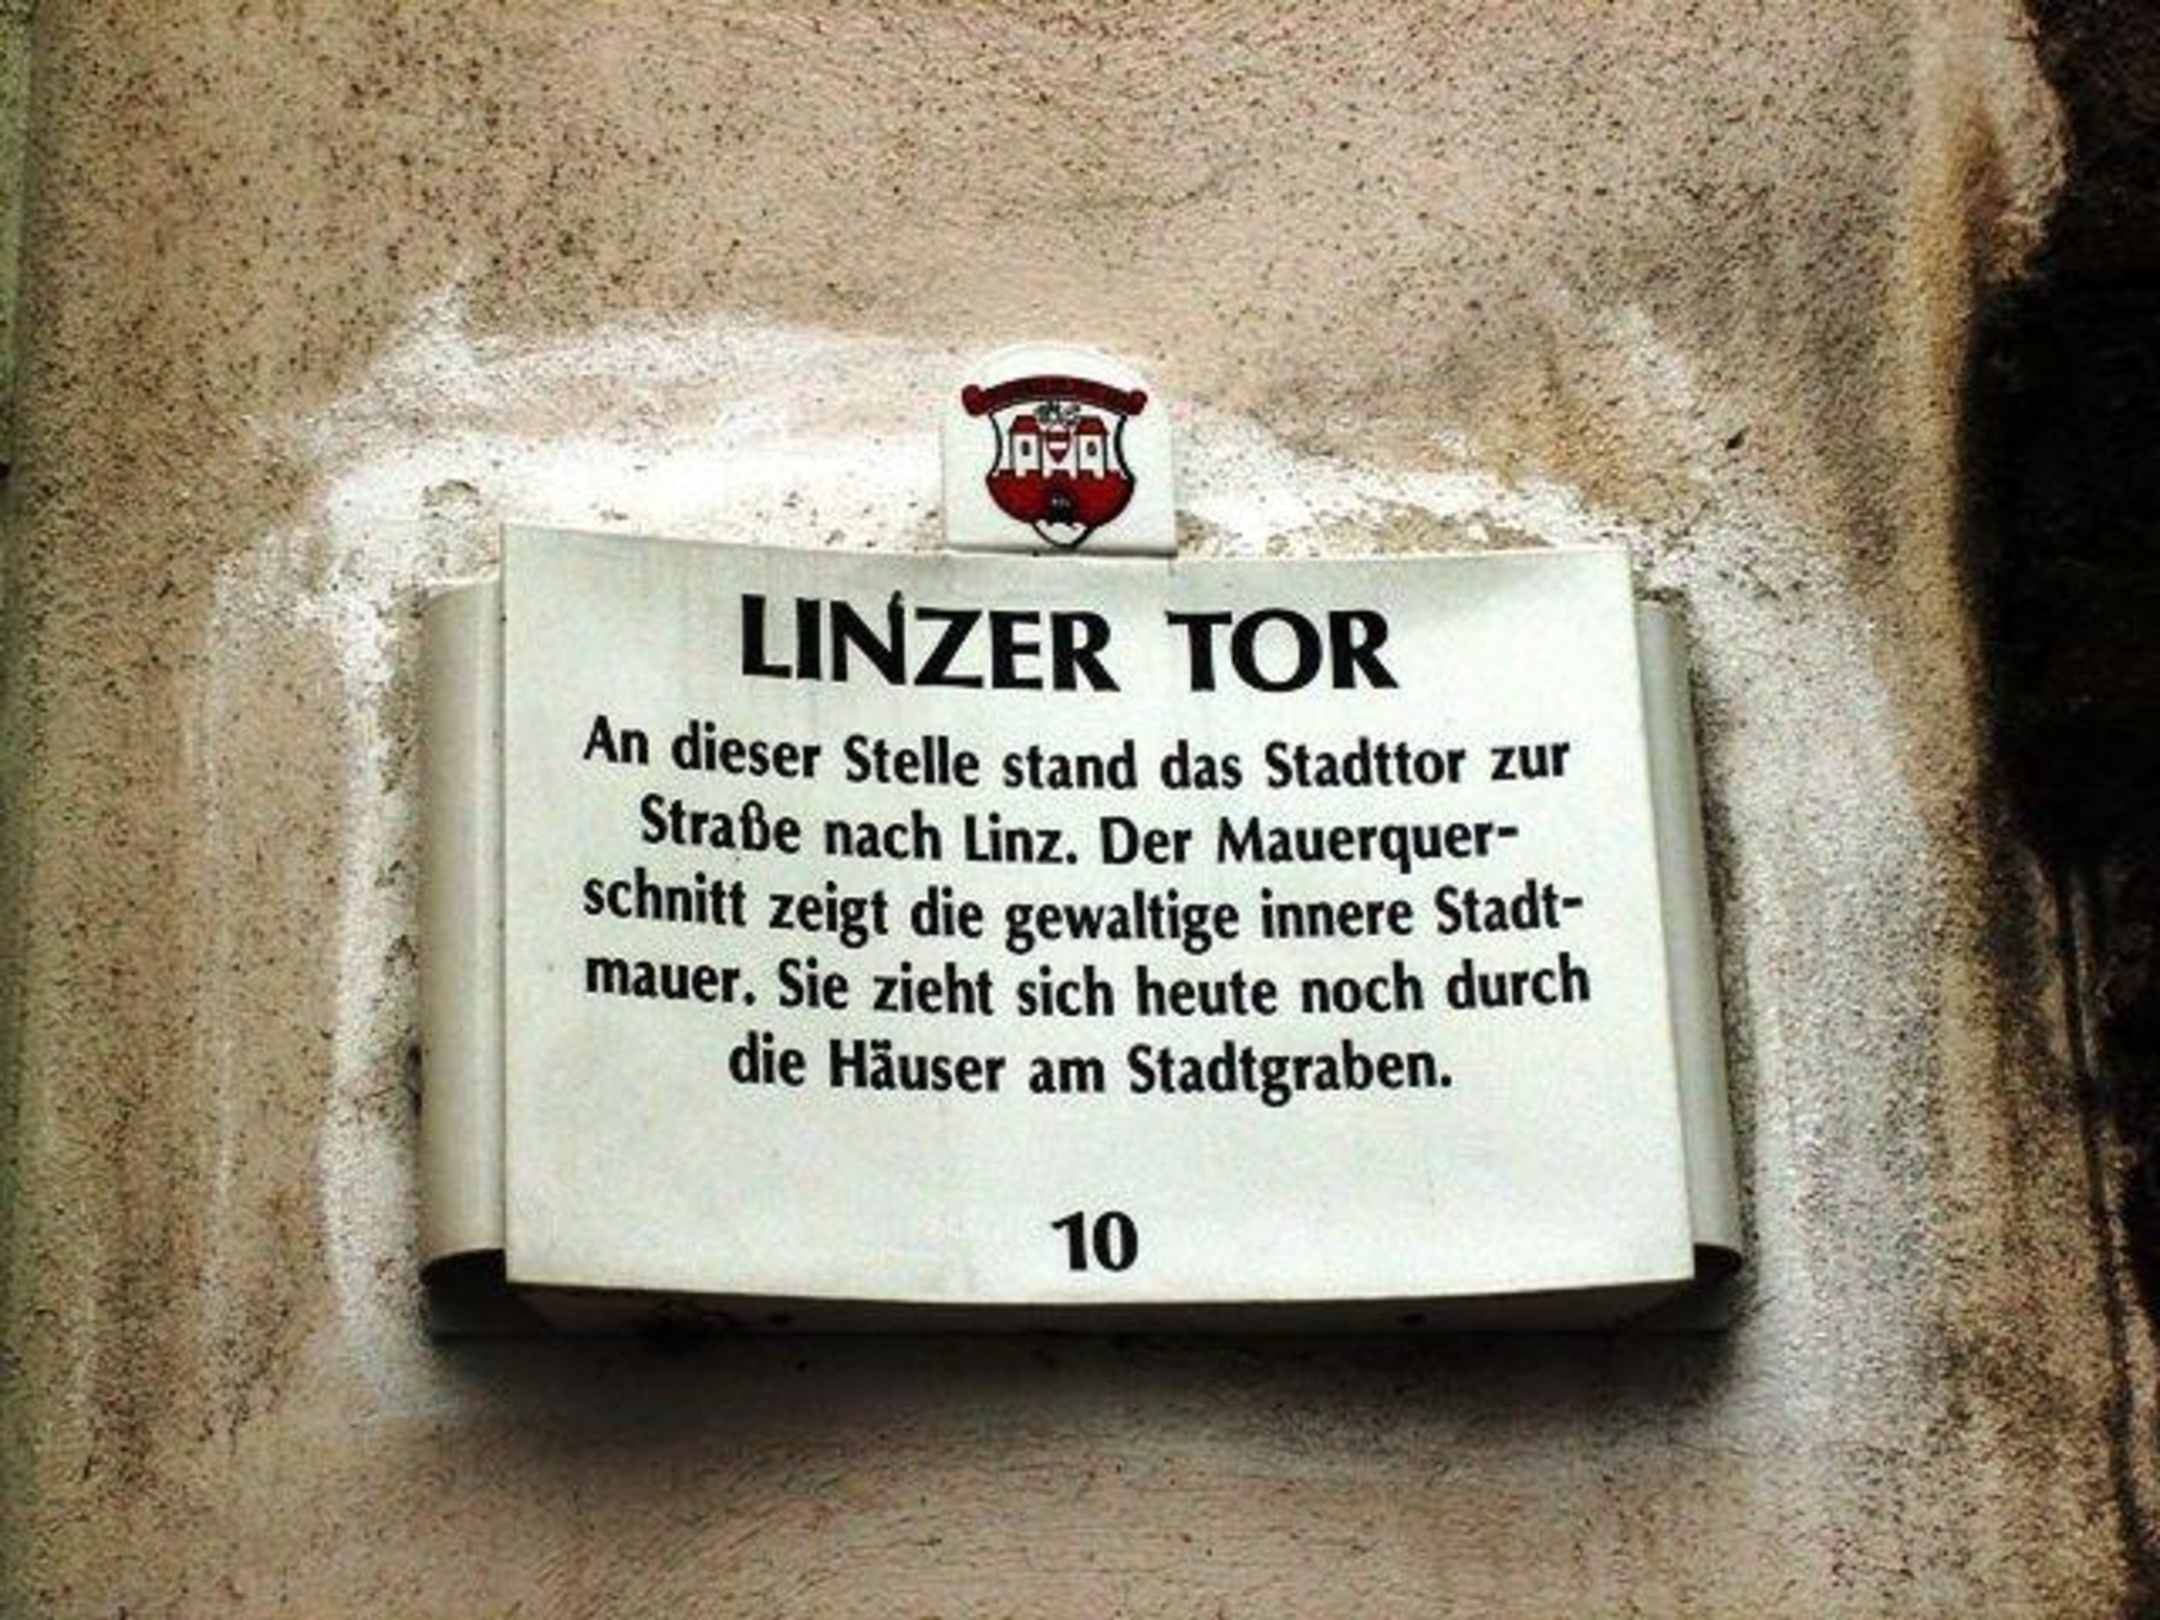 LINZER TOR
An dieser Stelle stand das Stadttor zur
Straße nach Linz. Der Mauerquer-
schnitt zeigt die gewaltige innere Stadt-
mauer. Sie zieht sich heute noch durch
die Häuser am Stadtgraben.
10